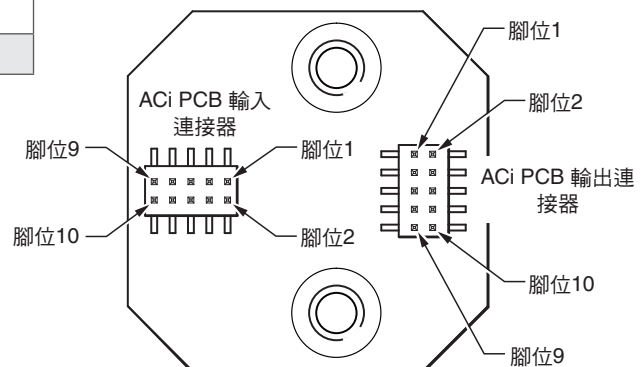 腳位1
腳位2
ACi PCB 輸入
連接器
腳位9
腳位1
ACi PCB 輸出連
接器
腳位10
腳位2
腳位10
腳位9